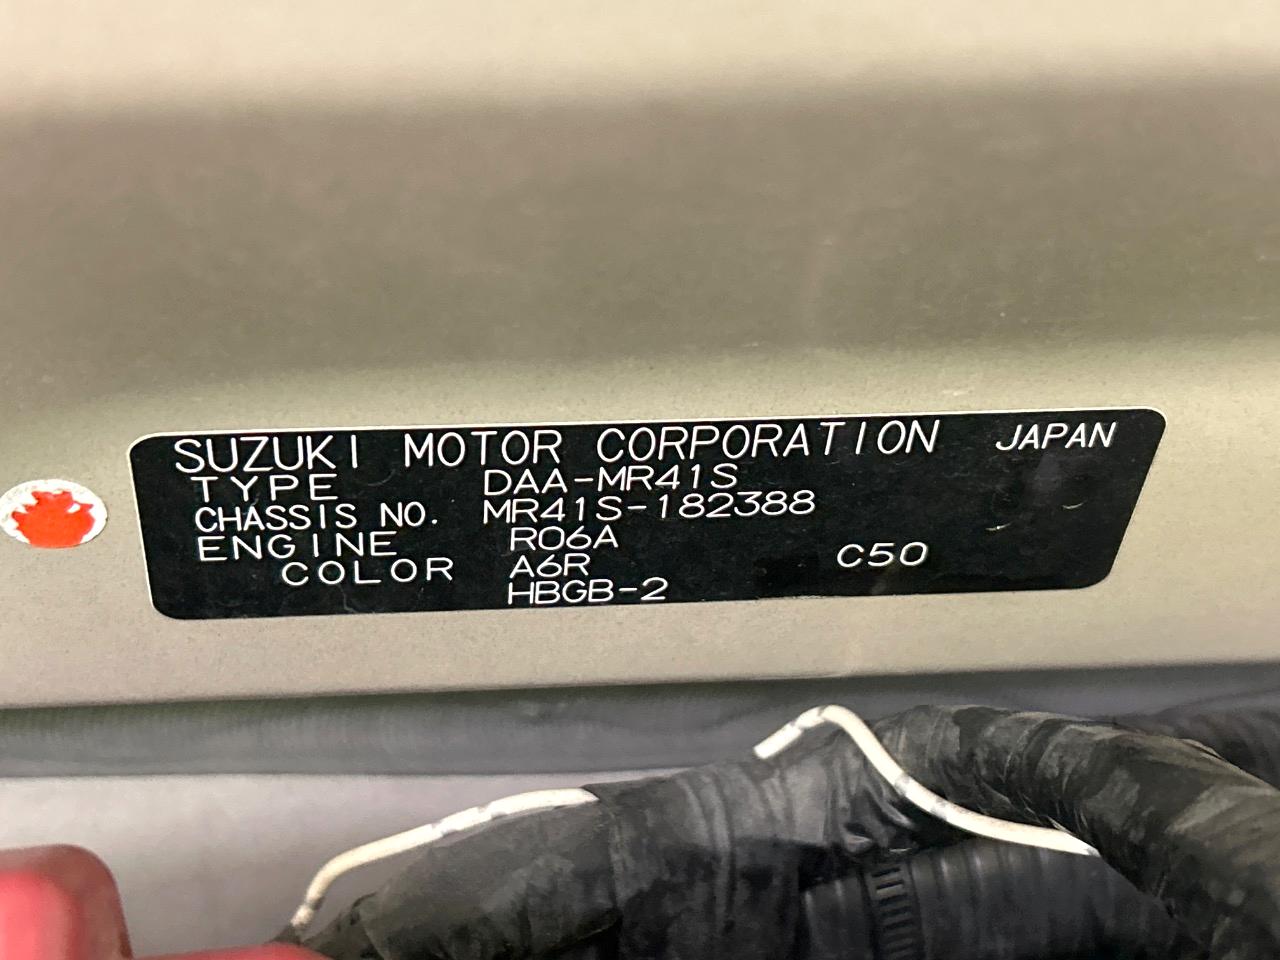 SUZUKI MOTOR CORPORATION JAPAN
TYPE DAA-MR41S
CHASSIS NO. MR41S-182388
ENGINE R06A
COLOR A6R C50
HBGB-2